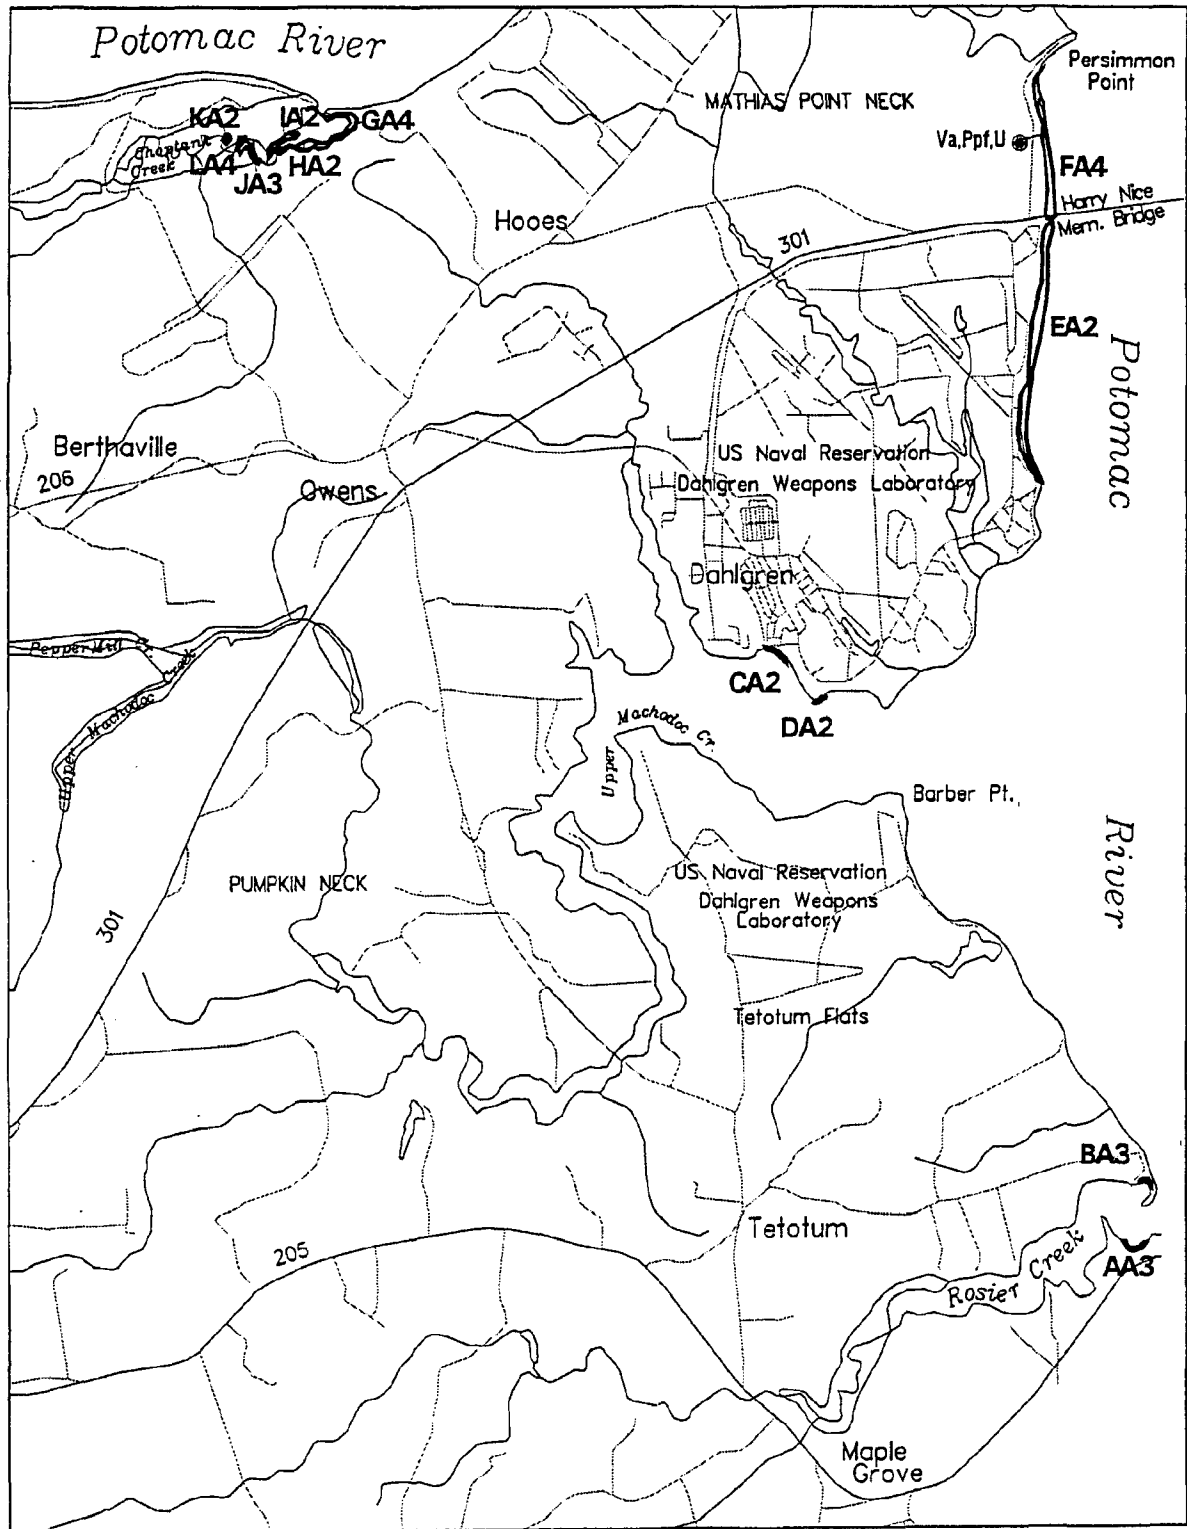 Potomac River
Persimmon
Point
MATHIAS POINT NECK
KA2
IA2
GA4
Va,Ppf,U
Creek
LA4
HA2
JA3
FA4
Harry Nice
Mem. Bridge
Hooes
301
EA2
Potomac
Berthaville
206
Owens
US Naval Reservation
Dahlgren Weapons Laboratory
Dahlgren
Pepper Mill Cr.
Upper Machodoc Creek
CA2
DA2
Upper Machodoc Cr.
Barber Pt.
River
PUMPKIN NECK
US Naval Reservation
Dahlgren Weapons
Laboratory
301
Tetotum Flats
BA3
Tetotum
205
AA3
Rosier Creek
Maple
Grove